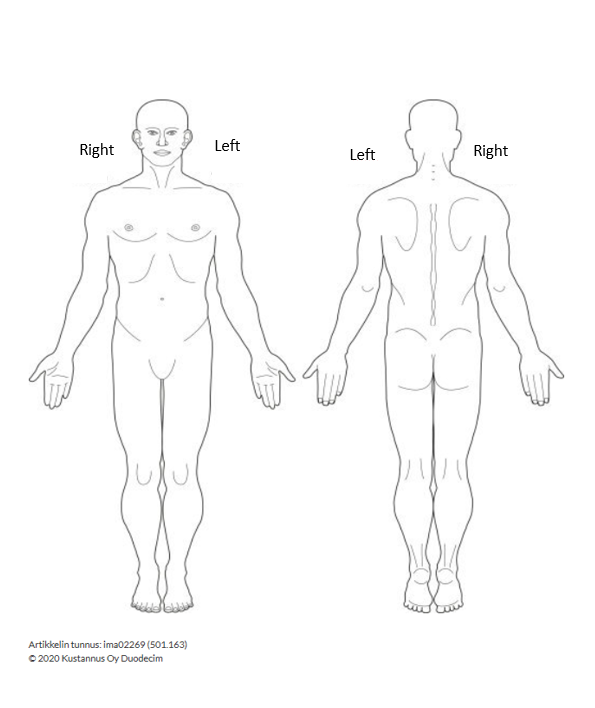 Right
Left
Left
Right
Artikkelin tunnus: ima02269 (501.163)
© 2020 Kustannus Oy Duodecim